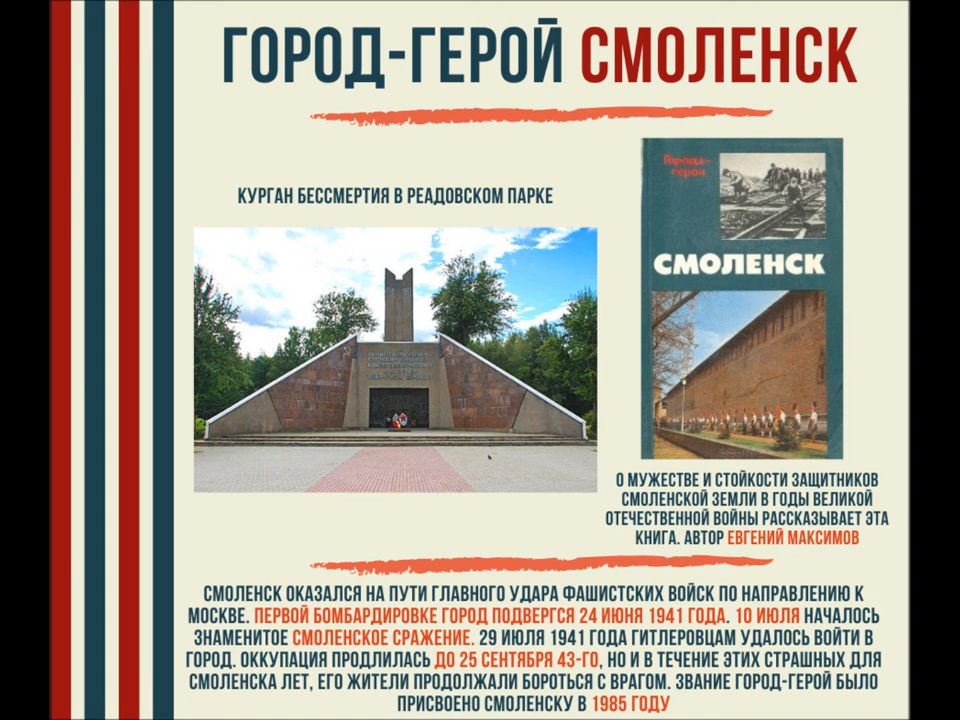 ГОРОД-ГЕРОЙ СМОЛЕНСК
КУРГАН БЕССМЕРТИЯ В РЕАДОВСКОМ ПАРКЕ
Города-
герои
СМОЛЕНСК
О МУЖЕСТВЕ И СТОЙКОСТИ ЗАЩИТНИКОВ
СМОЛЕНСКОЙ ЗЕМЛИ В ГОДЫ ВЕЛИКОЙ
ОТЕЧЕСТВЕННОЙ ВОЙНЫ РАССКАЗЫВАЕТ ЭТА
КНИГА. АВТОР ЕВГЕНИЙ МАКСИМОВ
СМОЛЕНСК ОКАЗАЛСЯ НА ПУТИ ГЛАВНОГО УДАРА ФАШИСТСКИХ ВОЙСК ПО НАПРАВЛЕНИЮ К
МОСКВЕ. ПЕРВОЙ БОМБАРДИРОВКЕ ГОРОД ПОДВЕРГСЯ 24 ИЮНЯ 1941 ГОДА. 10 ИЮЛЯ НАЧАЛОСЬ
ЗНАМЕНИТОЕ СМОЛЕНСКОЕ СРАЖЕНИЕ. 29 ИЮЛЯ 1941 ГОДА ГИТЛЕРОВЦАМ УДАЛОСЬ ВОЙТИ В
ГОРОД. ОККУПАЦИЯ ПРОДЛИЛАСЬ ДО 25 СЕНТЯБРЯ 43-ГО, НО И В ТЕЧЕНИЕ ЭТИХ СТРАШНЫХ ДЛЯ
СМОЛЕНСКА ЛЕТ, ЕГО ЖИТЕЛИ ПРОДОЛЖАЛИ БОРОТЬСЯ С ВРАГОМ. ЗВАНИЕ ГОРОД-ГЕРОЙ БЫЛО
ПРИСВОЕНО СМОЛЕНСКУ В 1985 ГОДУ